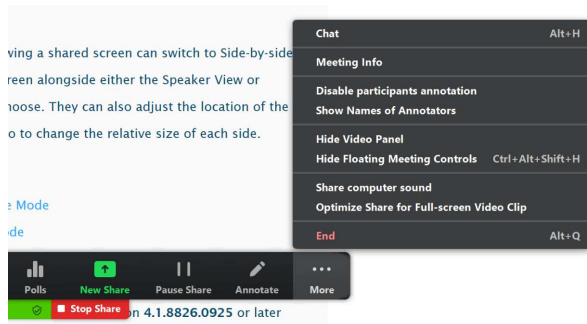 ving a shared screen can switch to Side-by-side
reen alongside either the Speaker View or
noose. They can also adjust the location of the
o to change the relative size of each side.
e Mode
de
Chat Alt+H
Meeting Info
Disable participants annotation
Show Names of Annotators
Hide Video Panel
Hide Floating Meeting Controls Ctrl+Alt+Shift+H
Share computer sound
Optimize Share for Full-screen Video Clip
End Alt+Q
Polls New Share Pause Share Annotate More
Stop Share
on 4.1.8826.0925 or later